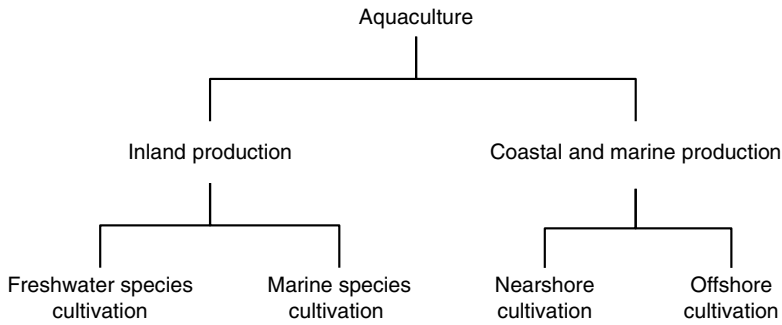 Aquaculture
Inland production
Coastal and marine production
Freshwater species
cultivation
Marine species
cultivation
Nearshore
cultivation
Offshore
cultivation